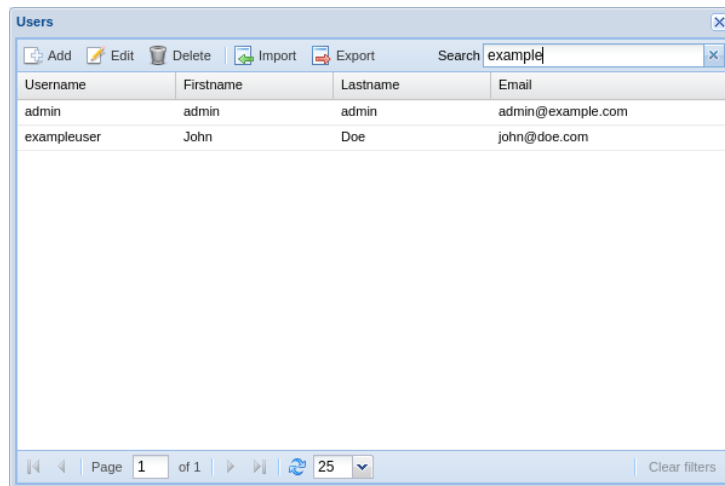 Users
Add Edit Delete Import Export Search example
Username Firstname Lastname Email
admin admin admin admin@example.com
exampleuser John Doe john@doe.com
Page 1 of 1 25 Clear filters